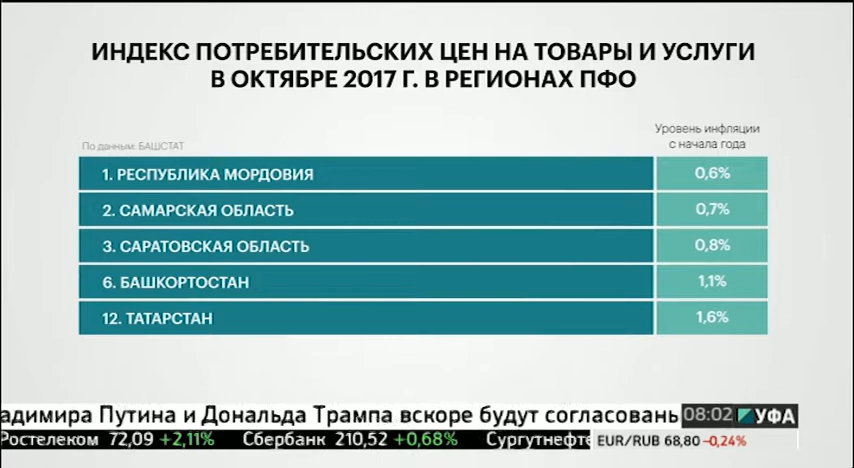 ИНДЕКС ПОТРЕБИТЕЛЬСКИХ ЦЕН НА ТОВАРЫ И УСЛУГИ
В ОКТЯБРЕ 2017 Г. В РЕГИОНАХ ПФО
Уровень инфляции
с начала года
По данным: БАШСТАТ
1. РЕСПУБЛИКА МОРДОВИЯ 0,6%
2. САМАРСКАЯ ОБЛАСТЬ 0,7%
3. САРАТОВСКАЯ ОБЛАСТЬ 0,8%
6. БАШКОРТОСТАН 1,1%
12. ТАТАРСТАН 1,6%
адимира Путина и Дональда Трампа вскоре будут согласованы 08:02 УФА
Ростелеком 72,09 +2,11% Сбербанк 210,52 +0,68% Сургутнефте EUR/RUB 68,80 -0,24%